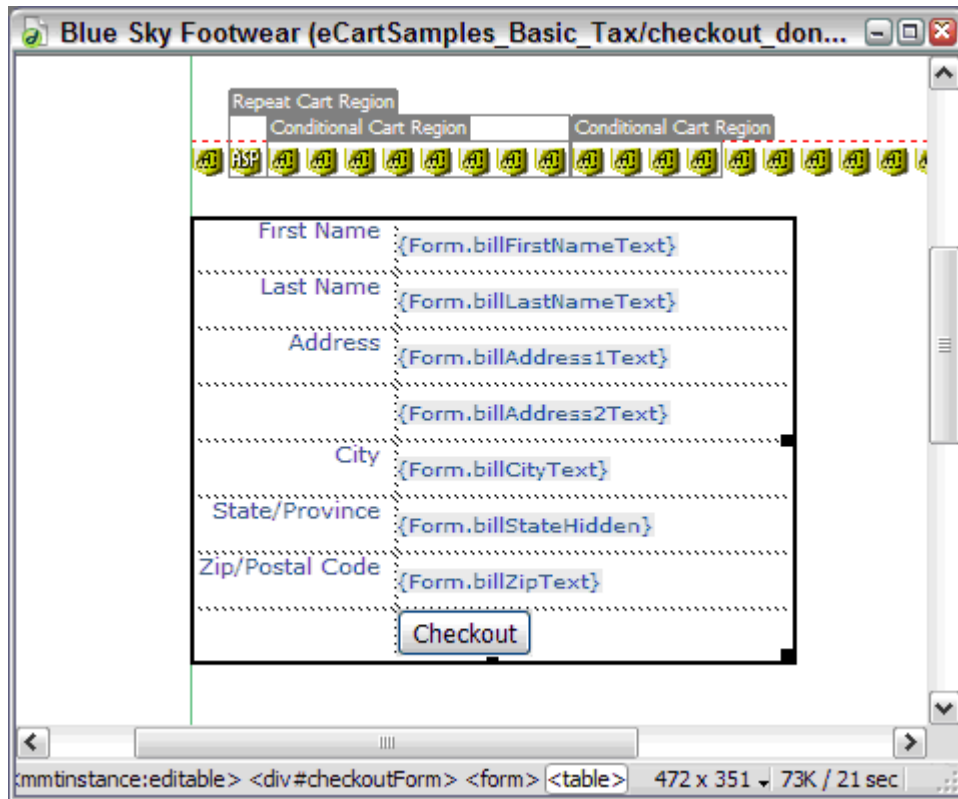 Blue Sky Footwear (eCartSamples_Basic_Tax/checkout_don...
Repeat Cart Region
Conditional Cart Region Conditional Cart Region
ASP
First Name {Form.billFirstNameText}
Last Name {Form.billLastNameText}
Address {Form.billAddress1Text}
{Form.billAddress2Text}
City {Form.billCityText}
State/Province {Form.billStateHidden}
Zip/Postal Code {Form.billZipText}
Checkout
<mmtinstance:editable> <div#checkoutForm> <form> <table> 472 x 351 73K / 21 sec